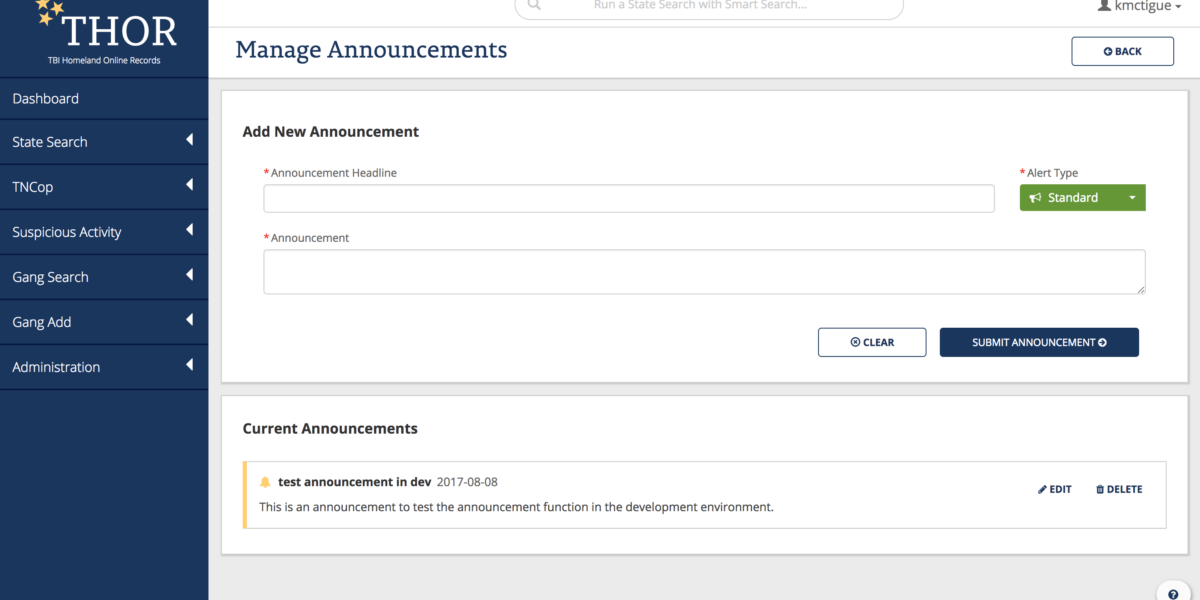 THOR
TBI Homeland Online Records
Run a State Search with Smart Search...
kmctigue
Manage Announcements
BACK
Dashboard
State Search
TNCop
Suspicious Activity
Gang Search
Gang Add
Administration
Add New Announcement
*Announcement Headline
*Alert Type
Standard
*Announcement
CLEAR
SUBMIT ANNOUNCEMENT
Current Announcements
test announcement in dev 2017-08-08
EDIT
DELETE
This is an announcement to test the announcement function in the development environment.
?